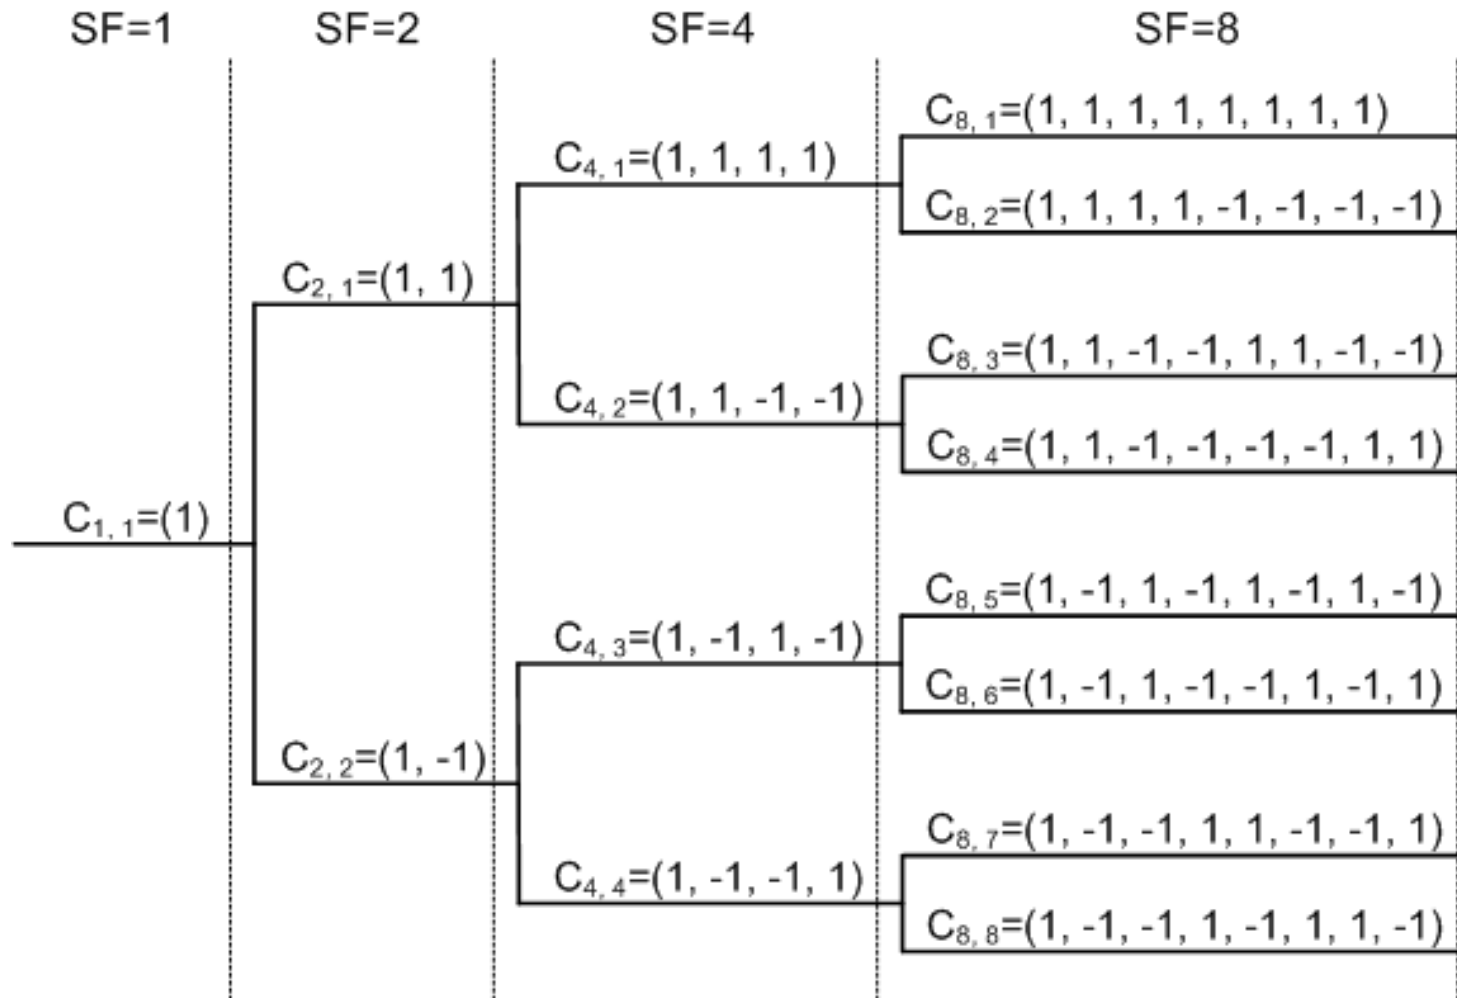 SF=1 SF=2 SF=4 SF=8
C8, 1=(1, 1, 1, 1, 1, 1, 1, 1)
C4, 1=(1, 1, 1, 1)
C8, 2=(1, 1, 1, 1, -1, -1, -1, -1)
C2, 1=(1, 1)
C8, 3=(1, 1, -1, -1, 1, 1, -1, -1)
C4, 2=(1, 1, -1, -1)
C8, 4=(1, 1, -1, -1, -1, -1, 1, 1)
C1, 1=(1)
C8, 5=(1, -1, 1, -1, 1, -1, 1, -1)
C4, 3=(1, -1, 1, -1)
C8, 6=(1, -1, 1, -1, -1, 1, -1, 1)
C2, 2=(1, -1)
C8, 7=(1, -1, -1, 1, 1, -1, -1, 1)
C4, 4=(1, -1, -1, 1)
C8, 8=(1, -1, -1, 1, -1, 1, 1, -1)